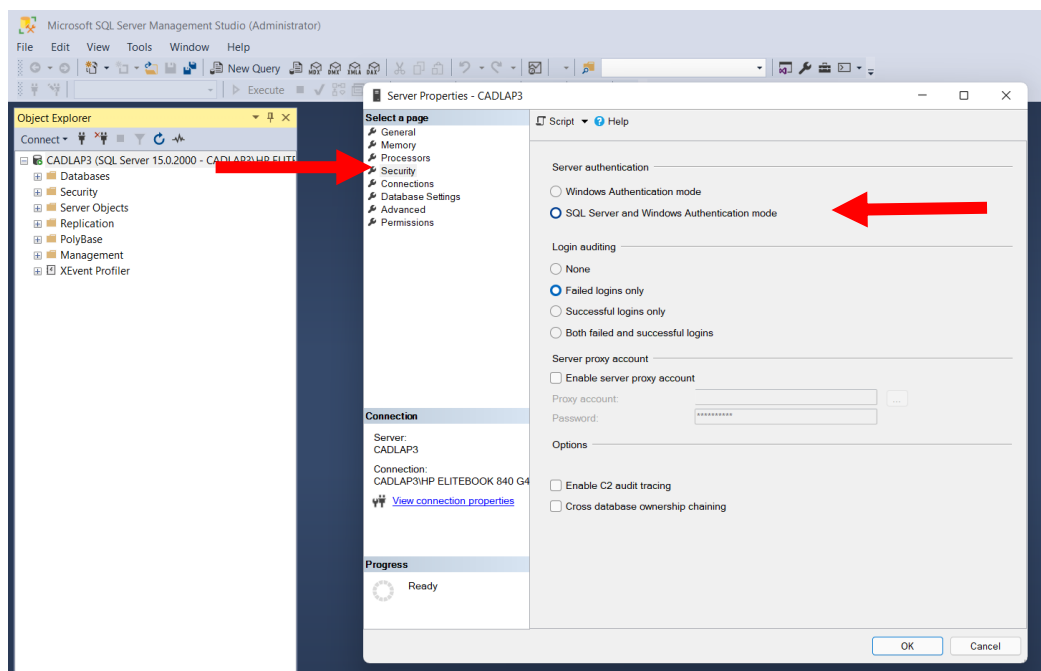 Microsoft SQL Server Management Studio (Administrator)
File Edit View Tools Window Help
New Query MDX DMX XMLA DAX
Execute
Object Explorer
Connect
CADLAP3 (SQL Server 15.0.2000 - CADLAP3\HP ELITE
Databases
Security
Server Objects
Replication
PolyBase
Management
XEvent Profiler
Server Properties - CADLAP3
Select a page
General
Memory
Processors
Security
Connections
Database Settings
Advanced
Permissions
Connection
Server:
CADLAP3
Connection:
CADLAP3\HP ELITEBOOK 840 G4
View connection properties
Progress
Ready
Script Help
Server authentication
Windows Authentication mode
SQL Server and Windows Authentication mode
Login auditing
None
Failed logins only
Successful logins only
Both failed and successful logins
Server proxy account
Enable server proxy account
Proxy account:
...
Password:
**********
Options
Enable C2 audit tracing
Cross database ownership chaining
OK Cancel